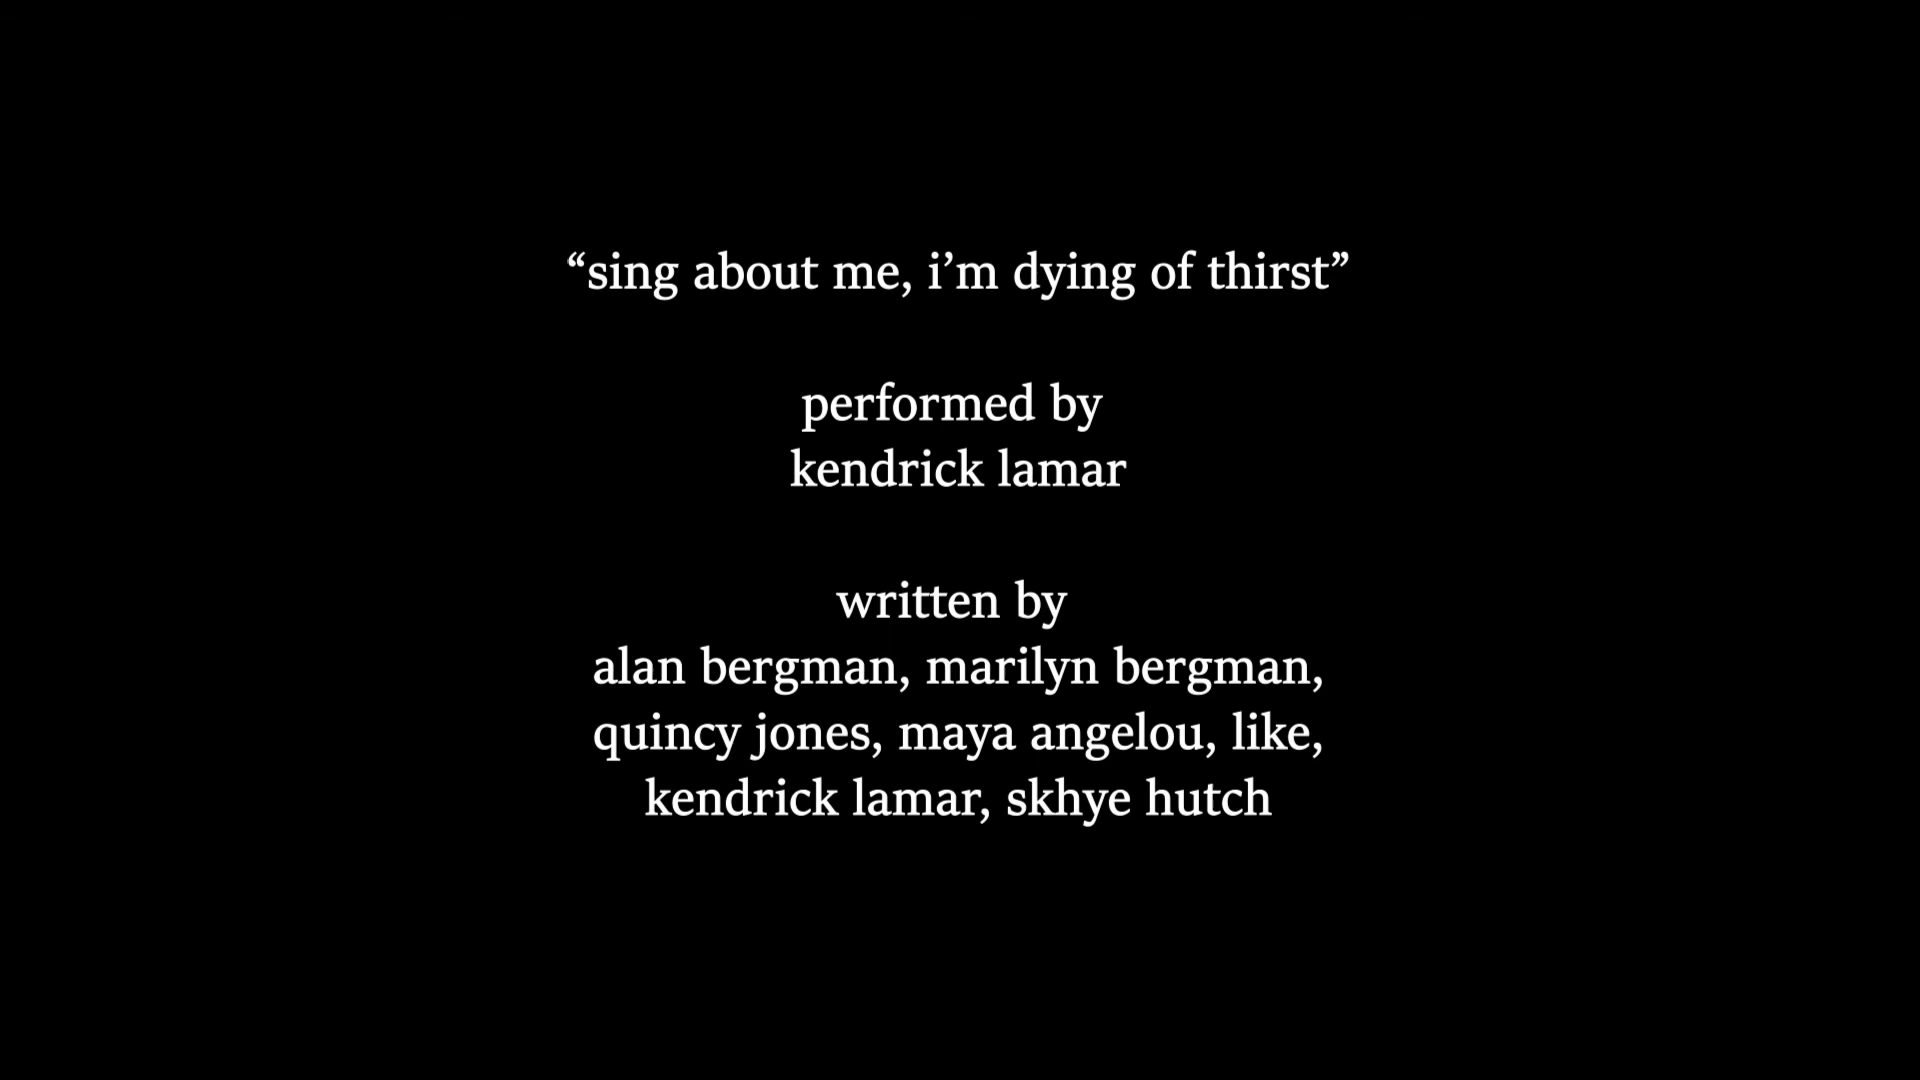 “sing about me, i’m dying of thirst”
performed by
kendrick lamar
written by
alan bergman, marilyn bergman,
quincy jones, maya angelou, like,
kendrick lamar, skhye hutch